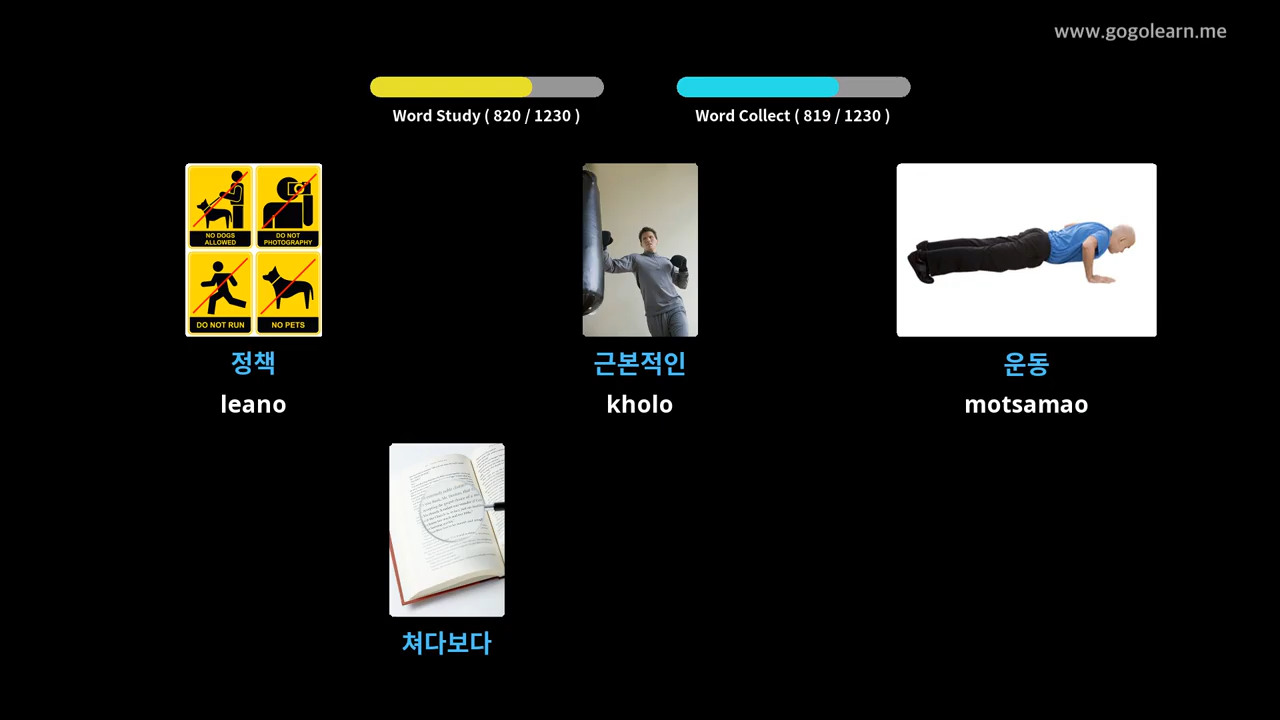 www.gogolearn.me
Word Study ( 820 / 1230 )
Word Collect ( 819 / 1230 )
NO DOGS
ALLOWED
DO NOT
PHOTOGRAPHY
DO NOT RUN
NO PETS
정책
근본적인
운동
leano
kholo
motsamao
쳐다보다